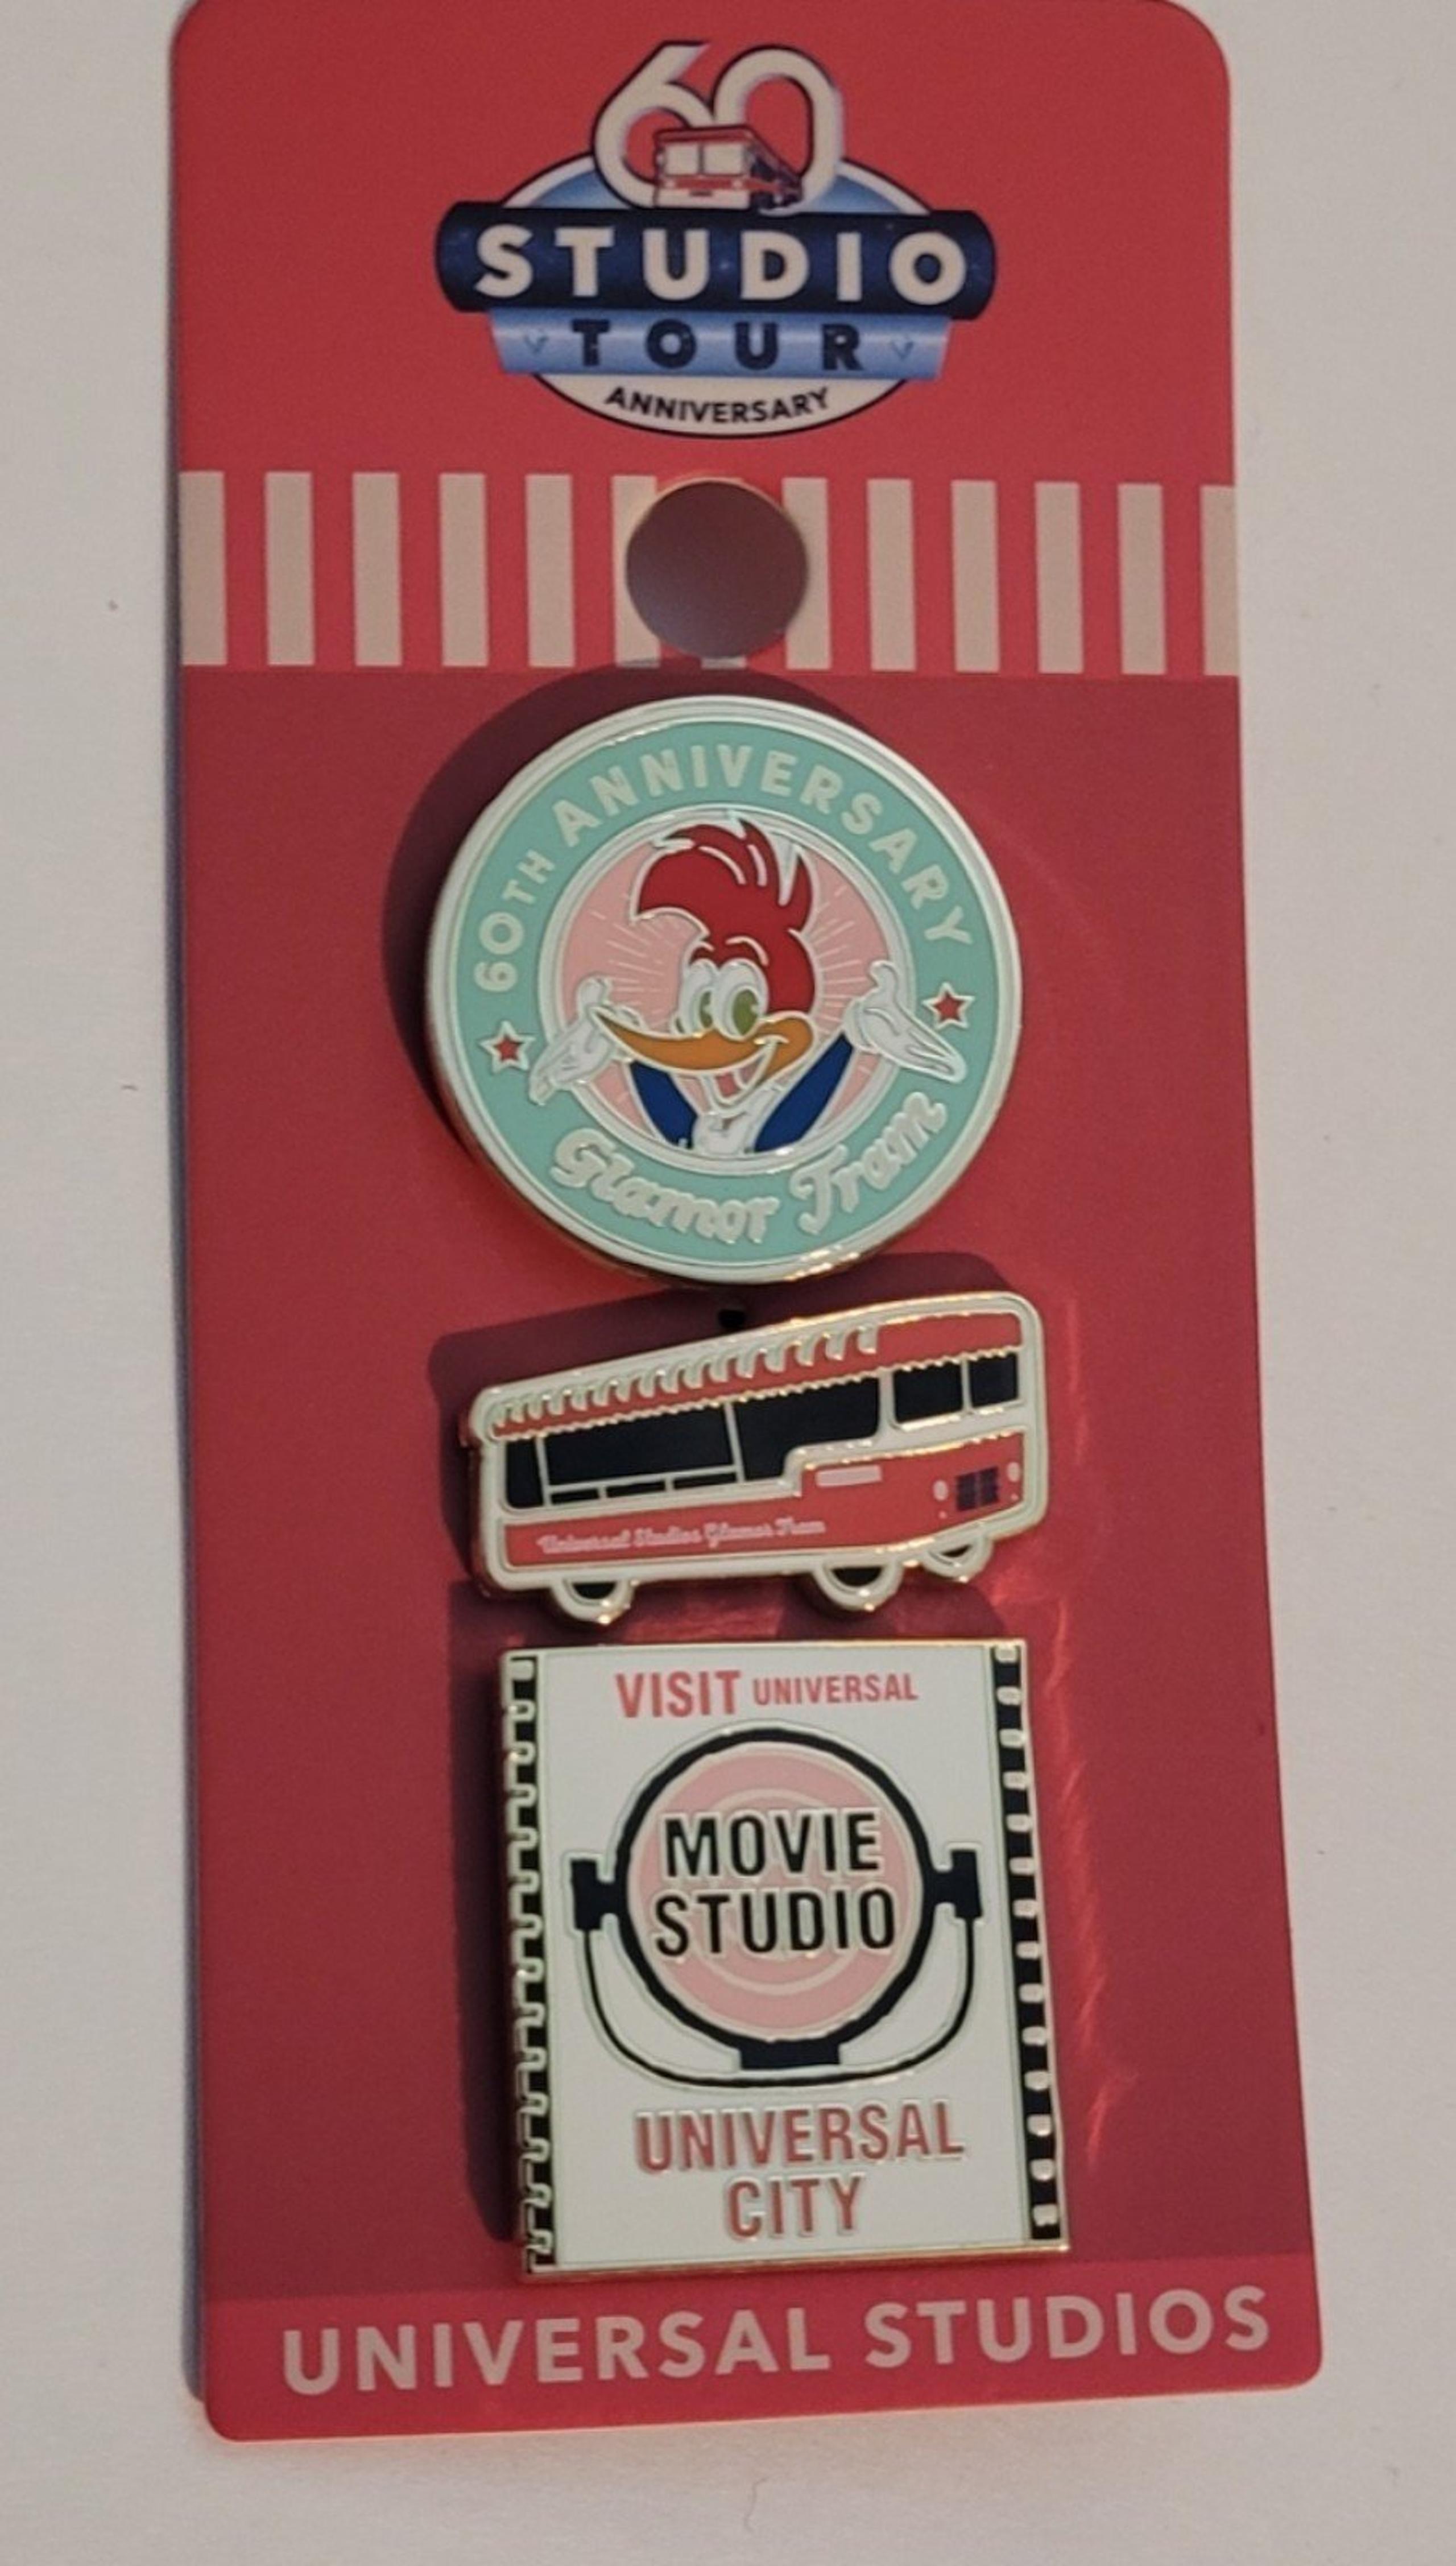 60
STUDIO
TOUR
ANNIVERSARY
60TH ANNIVERSARY
Glamor Tram
Universal Studios Glamor Tram
VISIT UNIVERSAL
MOVIE
STUDIO
UNIVERSAL
CITY
UNIVERSAL STUDIOS